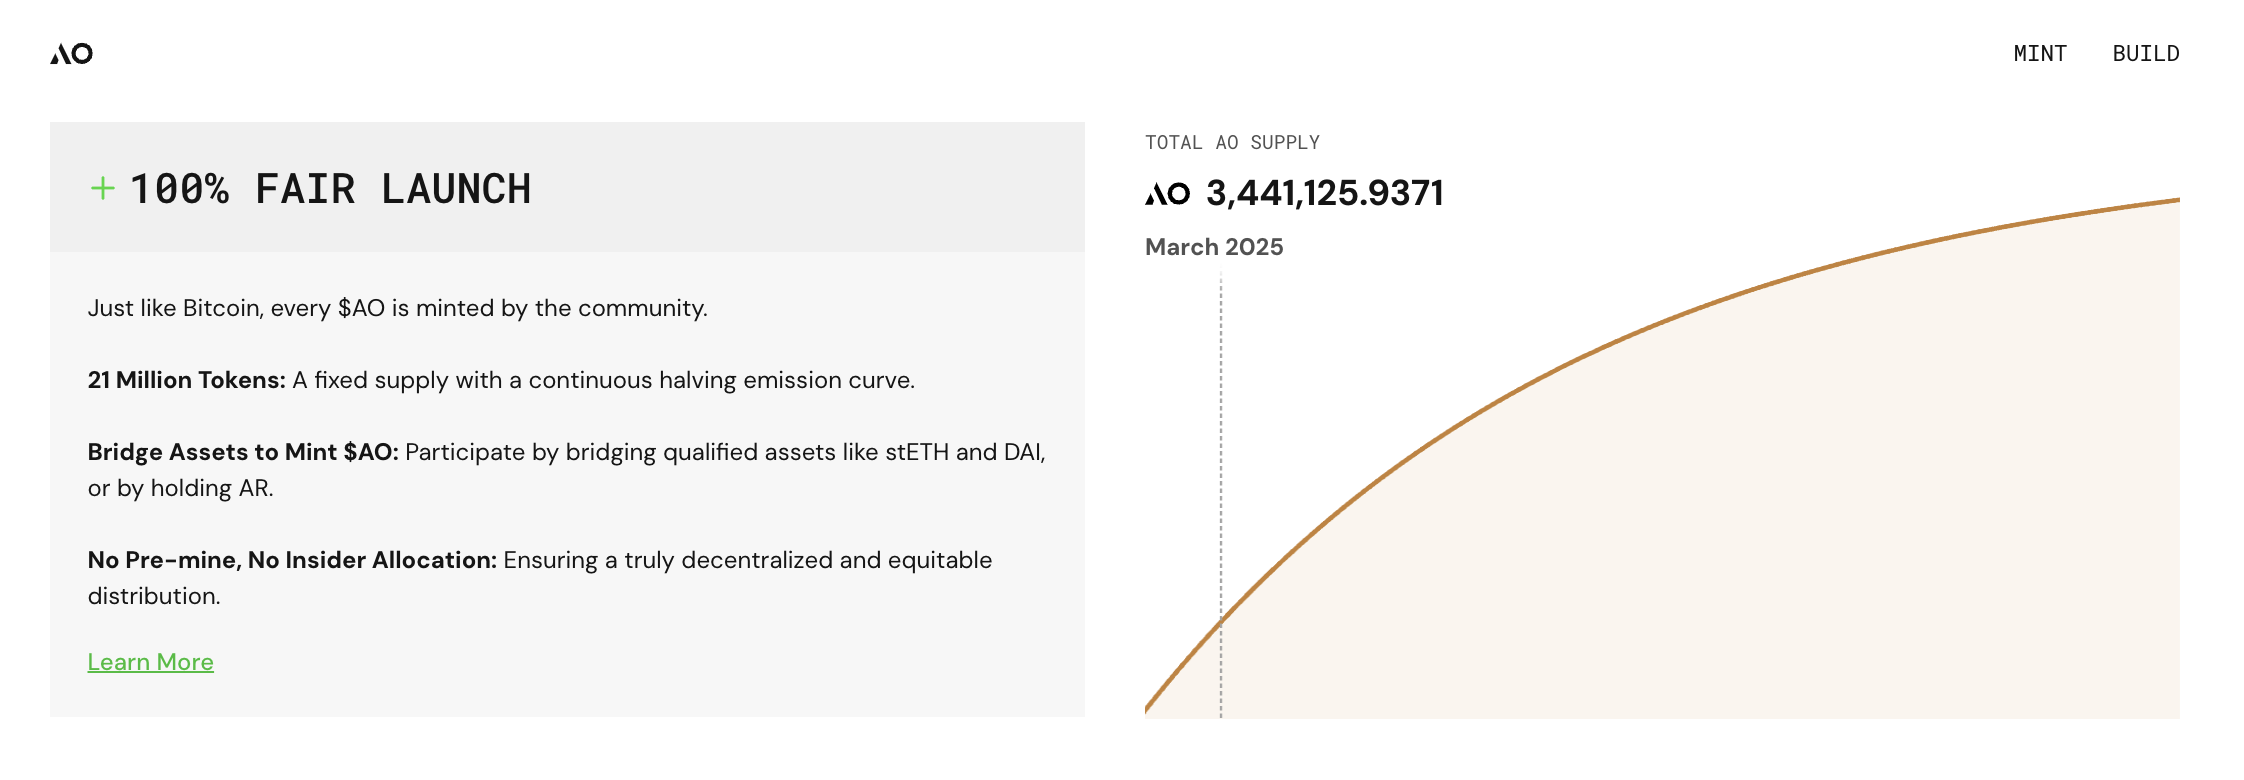 AO
MINT BUILD
+ 100% FAIR LAUNCH
Just like Bitcoin, every $AO is minted by the community.
21 Million Tokens: A fixed supply with a continuous halving emission curve.
Bridge Assets to Mint $AO: Participate by bridging qualified assets like stETH and DAI,
or by holding AR.
No Pre-mine, No Insider Allocation: Ensuring a truly decentralized and equitable
distribution.
Learn More
TOTAL AO SUPPLY
AO 3,441,125.9371
March 2025